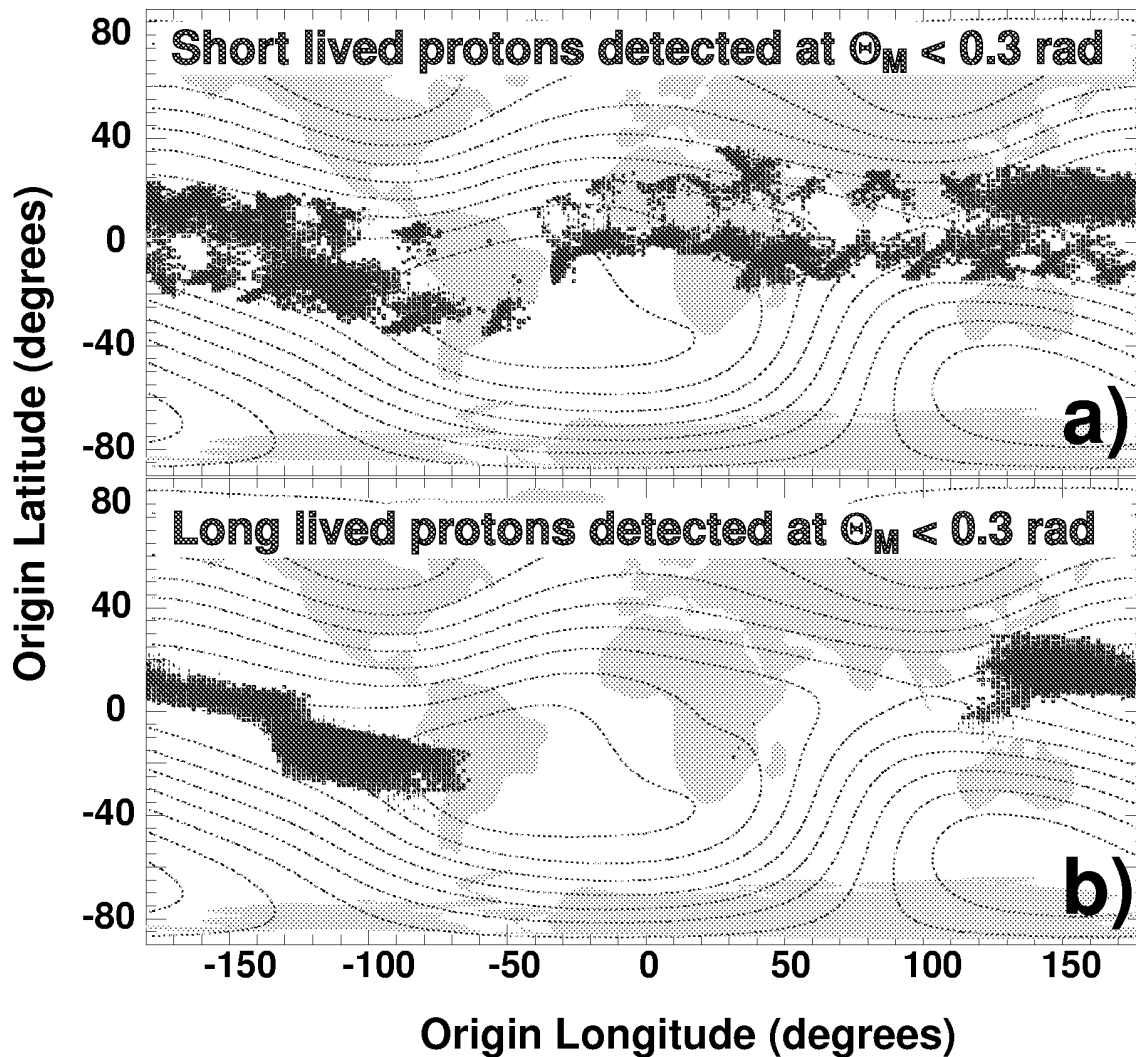 Short lived protons detected at Θ_M < 0.3 rad
80
40
0
-40
-80
a)
Long lived protons detected at Θ_M < 0.3 rad
80
40
0
-40
-80
b)
-150 -100 -50 0 50 100 150
Origin Latitude (degrees)
Origin Longitude (degrees)